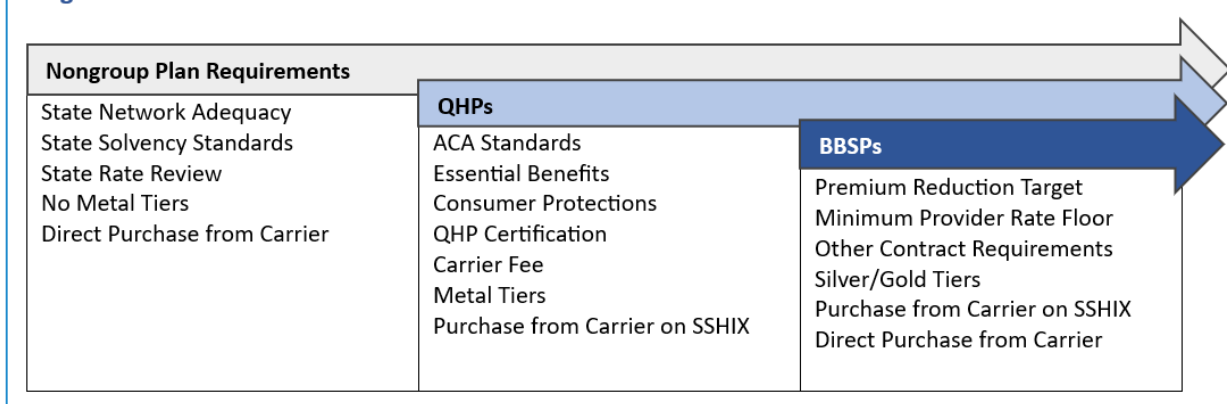 Nongroup Plan Requirements
State Network Adequacy
State Solvency Standards
State Rate Review
No Metal Tiers
Direct Purchase from Carrier
QHPs
ACA Standards
Essential Benefits
Consumer Protections
QHP Certification
Carrier Fee
Metal Tiers
Purchase from Carrier on SSHIX
BBSPs
Premium Reduction Target
Minimum Provider Rate Floor
Other Contract Requirements
Silver/Gold Tiers
Purchase from Carrier on SSHIX
Direct Purchase from Carrier